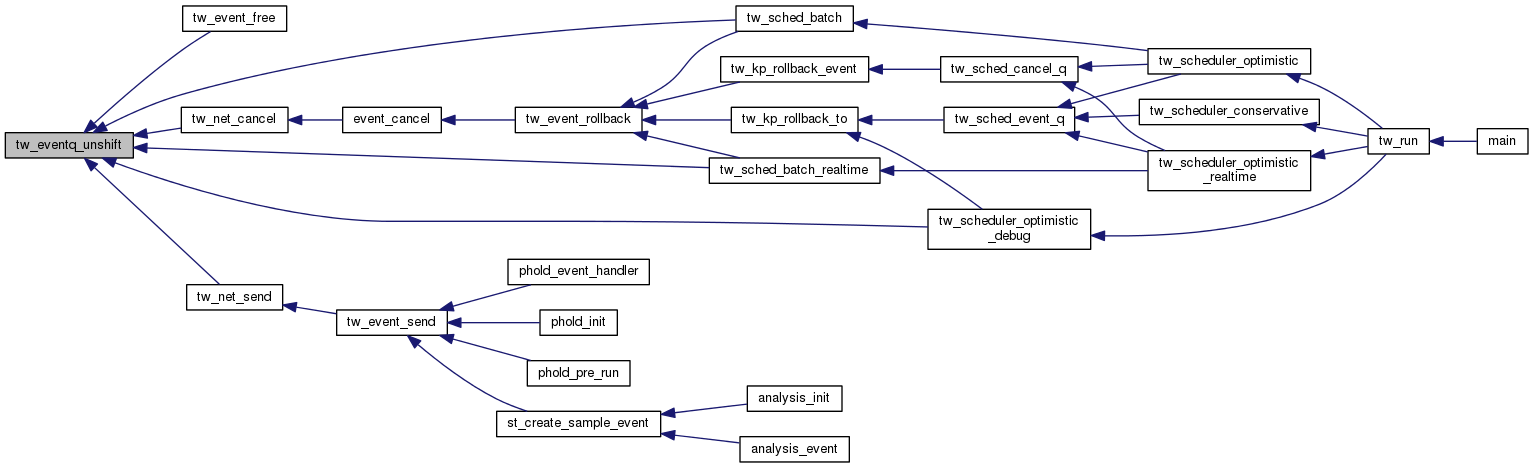 tw_event_free
tw_sched_batch
tw_kp_rollback_event
tw_sched_cancel_q
tw_scheduler_optimistic
tw_net_cancel
event_cancel
tw_event_rollback
tw_kp_rollback_to
tw_sched_event_q
tw_scheduler_conservative
tw_eventq_unshift
tw_run
main
tw_sched_batch_realtime
tw_scheduler_optimistic
_realtime
tw_scheduler_optimistic
_debug
phold_event_handler
tw_net_send
tw_event_send
phold_init
phold_pre_run
analysis_init
st_create_sample_event
analysis_event